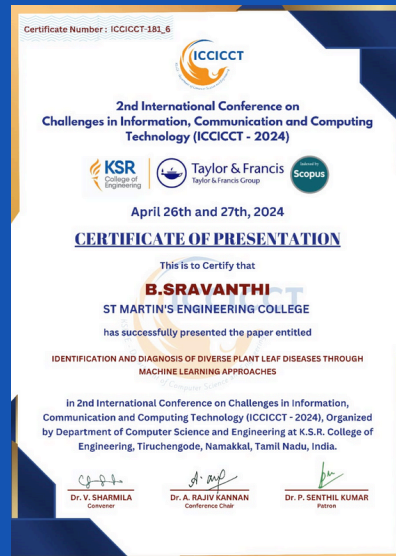 Certificate Number : ICCICCT-181_6
ICCICCT
2nd International Conference on
Challenges in Information, Communication and Computing
Technology (ICCICCT - 2024)
KSR
College of
Engineering
Taylor & Francis
Taylor & Francis Group
Indexed by
Scopus
April 26th and 27th, 2024
CERTIFICATE OF PRESENTATION
This is to Certify that
B.SRAVANTHI
ST MARTIN'S ENGINEERING COLLEGE
has successfully presented the paper entitled
IDENTIFICATION AND DIAGNOSIS OF DIVERSE PLANT LEAF DISEASES THROUGH
MACHINE LEARNING APPROACHES
in 2nd International Conference on Challenges in Information,
Communication and Computing Technology (ICCICCT - 2024), Organized
by Department of Computer Science and Engineering at K.S.R. College of
Engineering, Tiruchengode, Namakkal, Tamil Nadu, India.
Dr. V. SHARMILA
Convener
Dr. A. RAJIV KANNAN
Conference Chair
Dr. P. SENTHIL KUMAR
Patron